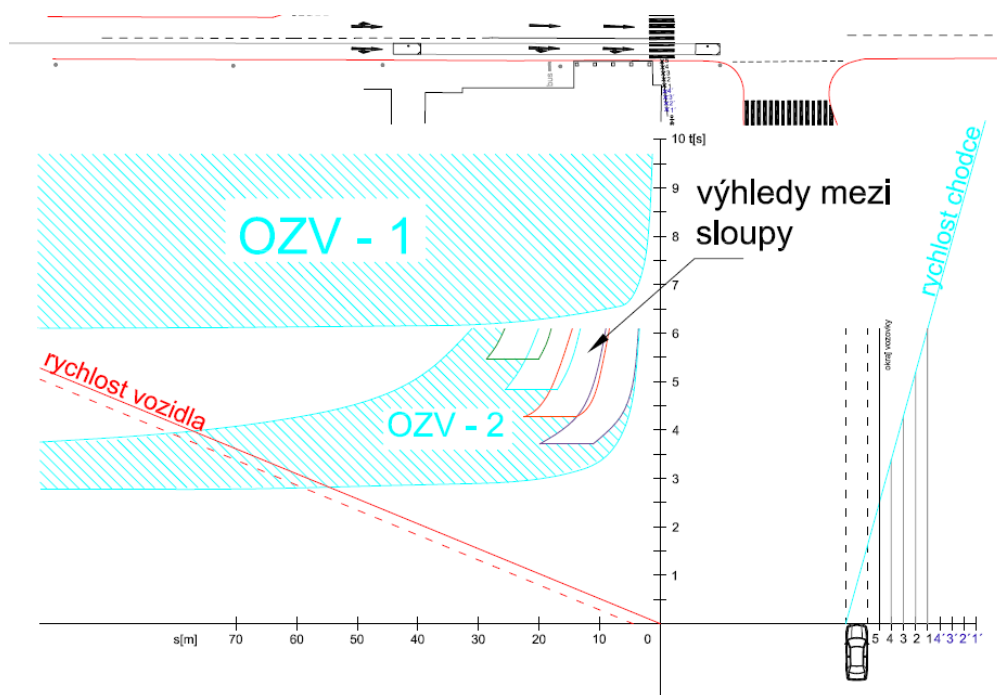 BUS
10 t[s]
9
8
7
6
5
4
3
2
1
OZV - 1
výhledy mezi
sloupy
rychlost chodce
okraj vozovky
rychlost vozidla
OZV - 2
s[m]
70
60
50
40
30
20
10
0
5 4 3 2 1 4´ 3´ 2´ 1´